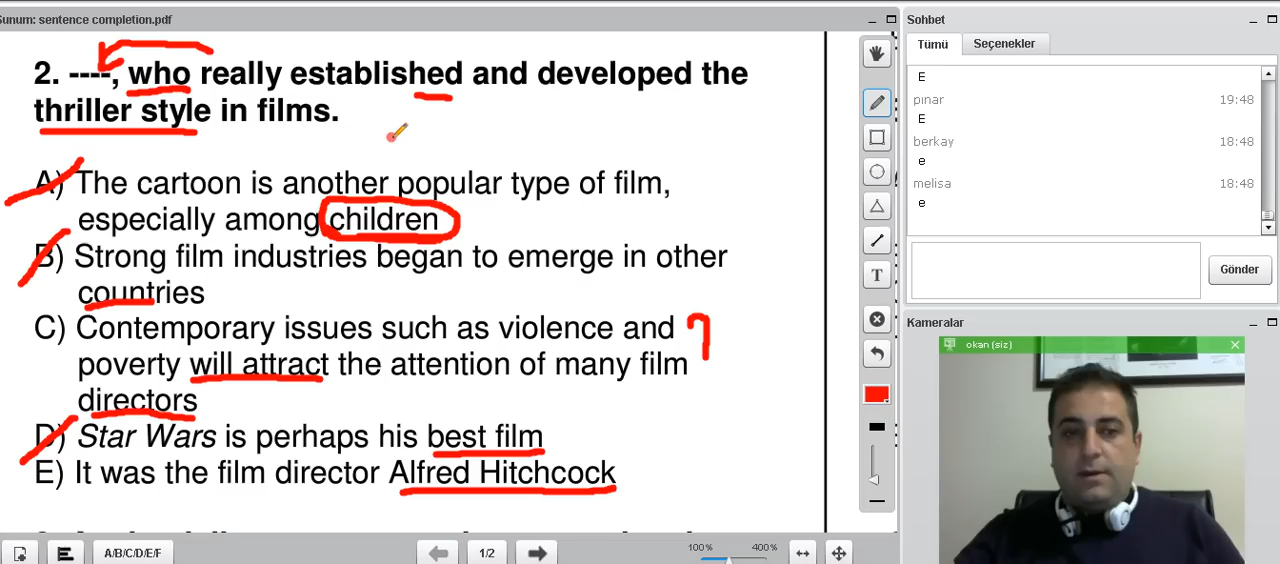 Sunum: sentence completion.pdf
2. ----, who really established and developed the
thriller style in films.
A) The cartoon is another popular type of film,
especially among children
B) Strong film industries began to emerge in other
countries
C) Contemporary issues such as violence and
poverty will attract the attention of many film
directors
D) Star Wars is perhaps his best film
E) It was the film director Alfred Hitchcock
A/B/C/D/E/F
1/2
100% 400%
T
Sohbet
Tümü Seçenekler
E
pınar 19:48
E
berkay 18:48
e
melisa 18:48
e
Gönder
Kameralar
okan (siz)